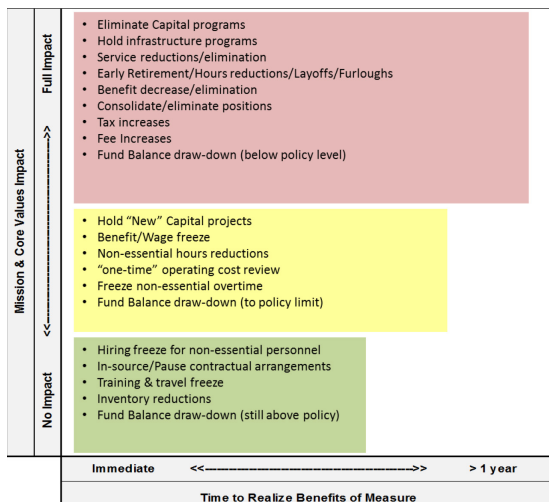 Mission & Core Values Impact
Full Impact
<<-------------------------------->>
No Impact
• Eliminate Capital programs
• Hold infrastructure programs
• Service reductions/elimination
• Early Retirement/Hours reductions/Layoffs/Furloughs
• Benefit decrease/elimination
• Consolidate/eliminate positions
• Tax increases
• Fee Increases
• Fund Balance draw-down (below policy level)
• Hold “New” Capital projects
• Benefit/Wage freeze
• Non-essential hours reductions
• “one-time” operating cost review
• Freeze non-essential overtime
• Fund Balance draw-down (to policy limit)
• Hiring freeze for non-essential personnel
• In-source/Pause contractual arrangements
• Training & travel freeze
• Inventory reductions
• Fund Balance draw-down (still above policy)
Immediate <<-------------------------------->> > 1 year
Time to Realize Benefits of Measure